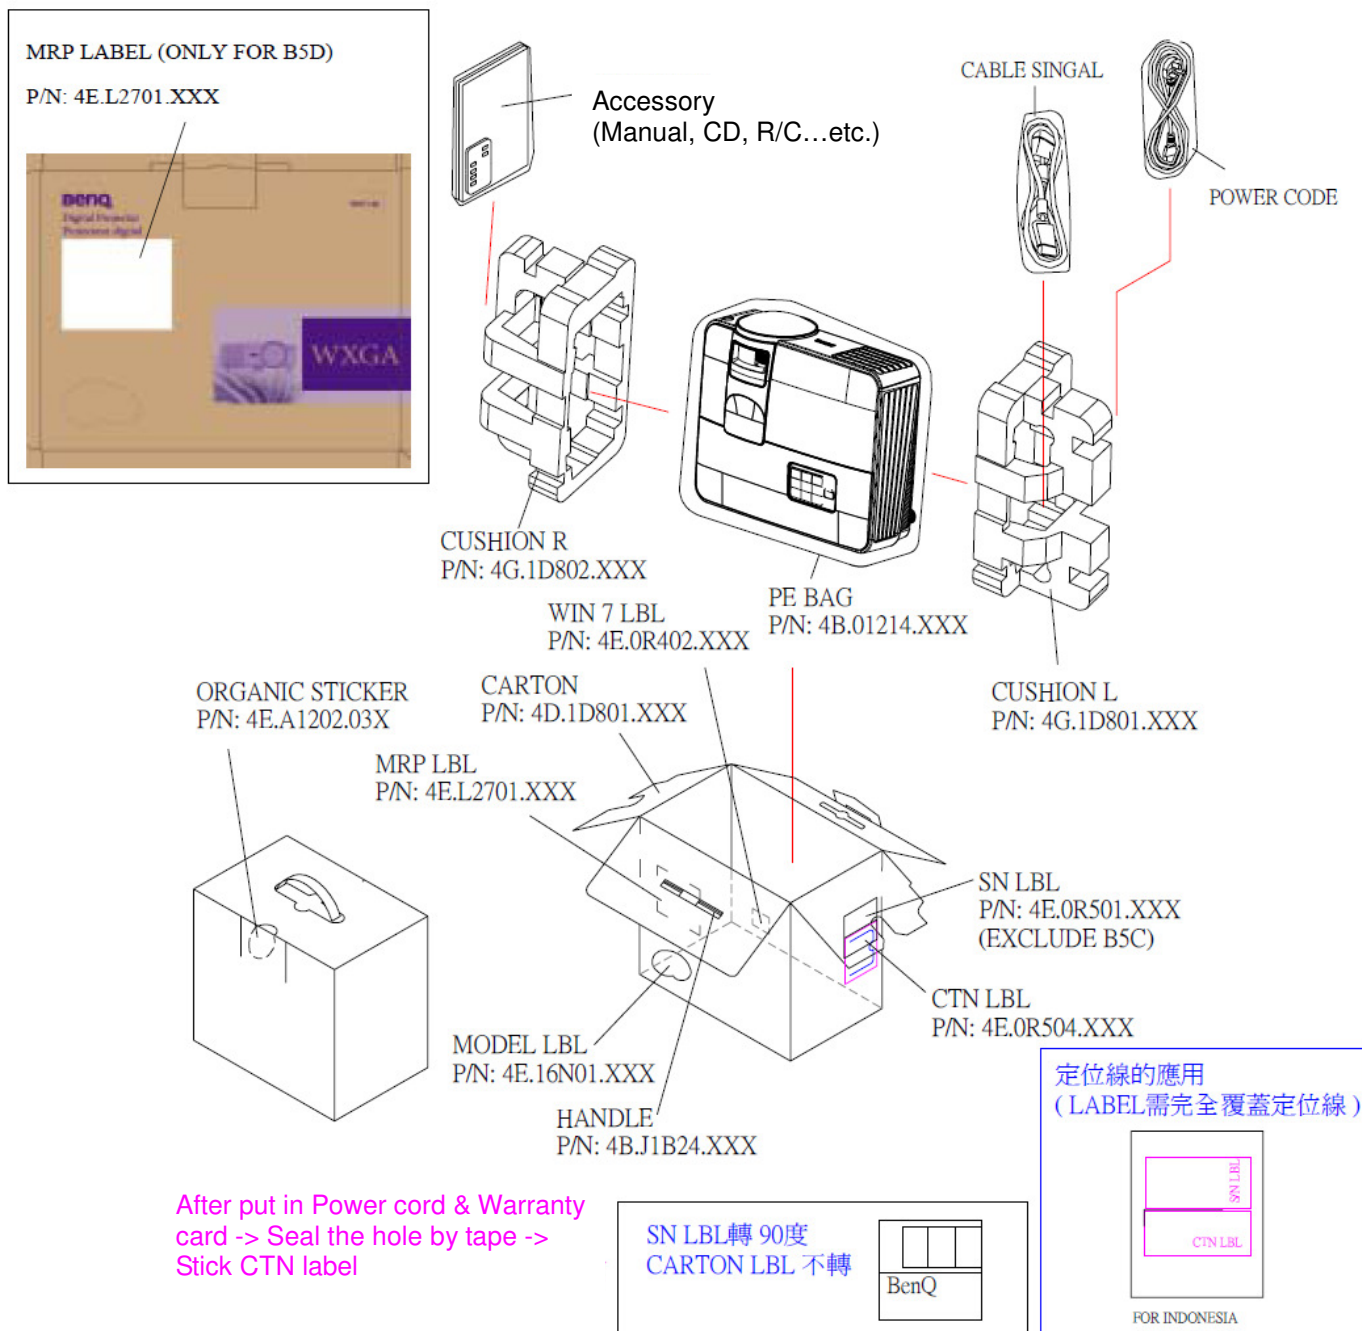 MRP LABEL (ONLY FOR B5D)
P/N: 4E.L2701.XXX
BenQ
Digital Projector
WXGA
Accessory
(Manual, CD, R/C…etc.)
CABLE SINGAL
POWER CODE
CUSHION R
P/N: 4G.1D802.XXX
WIN 7 LBL
P/N: 4E.0R402.XXX
PE BAG
P/N: 4B.01214.XXX
CUSHION L
P/N: 4G.1D801.XXX
ORGANIC STICKER
P/N: 4E.A1202.03X
CARTON
P/N: 4D.1D801.XXX
MRP LBL
P/N: 4E.L2701.XXX
SN LBL
P/N: 4E.0R501.XXX
(EXCLUDE B5C)
CTN LBL
P/N: 4E.0R504.XXX
MODEL LBL
P/N: 4E.16N01.XXX
HANDLE
P/N: 4B.J1B24.XXX
After put in Power cord & Warranty
card -> Seal the hole by tape ->
Stick CTN label
SN LBL轉 90度
CARTON LBL 不轉
BenQ
定位線的應用
( LABEL需完全覆蓋定位線 )
S/N LBL
CTN LBL
FOR INDONESIA